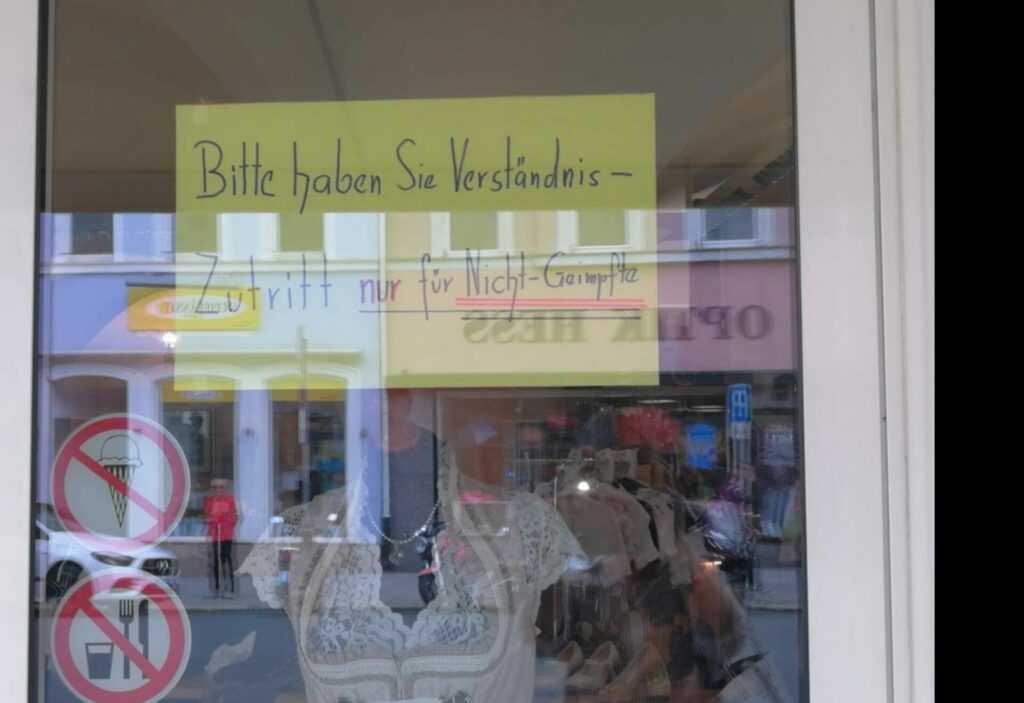 Bitte haben Sie Verständnis –
Zutritt nur für Nicht-Geimpfte
OPTIK HESS